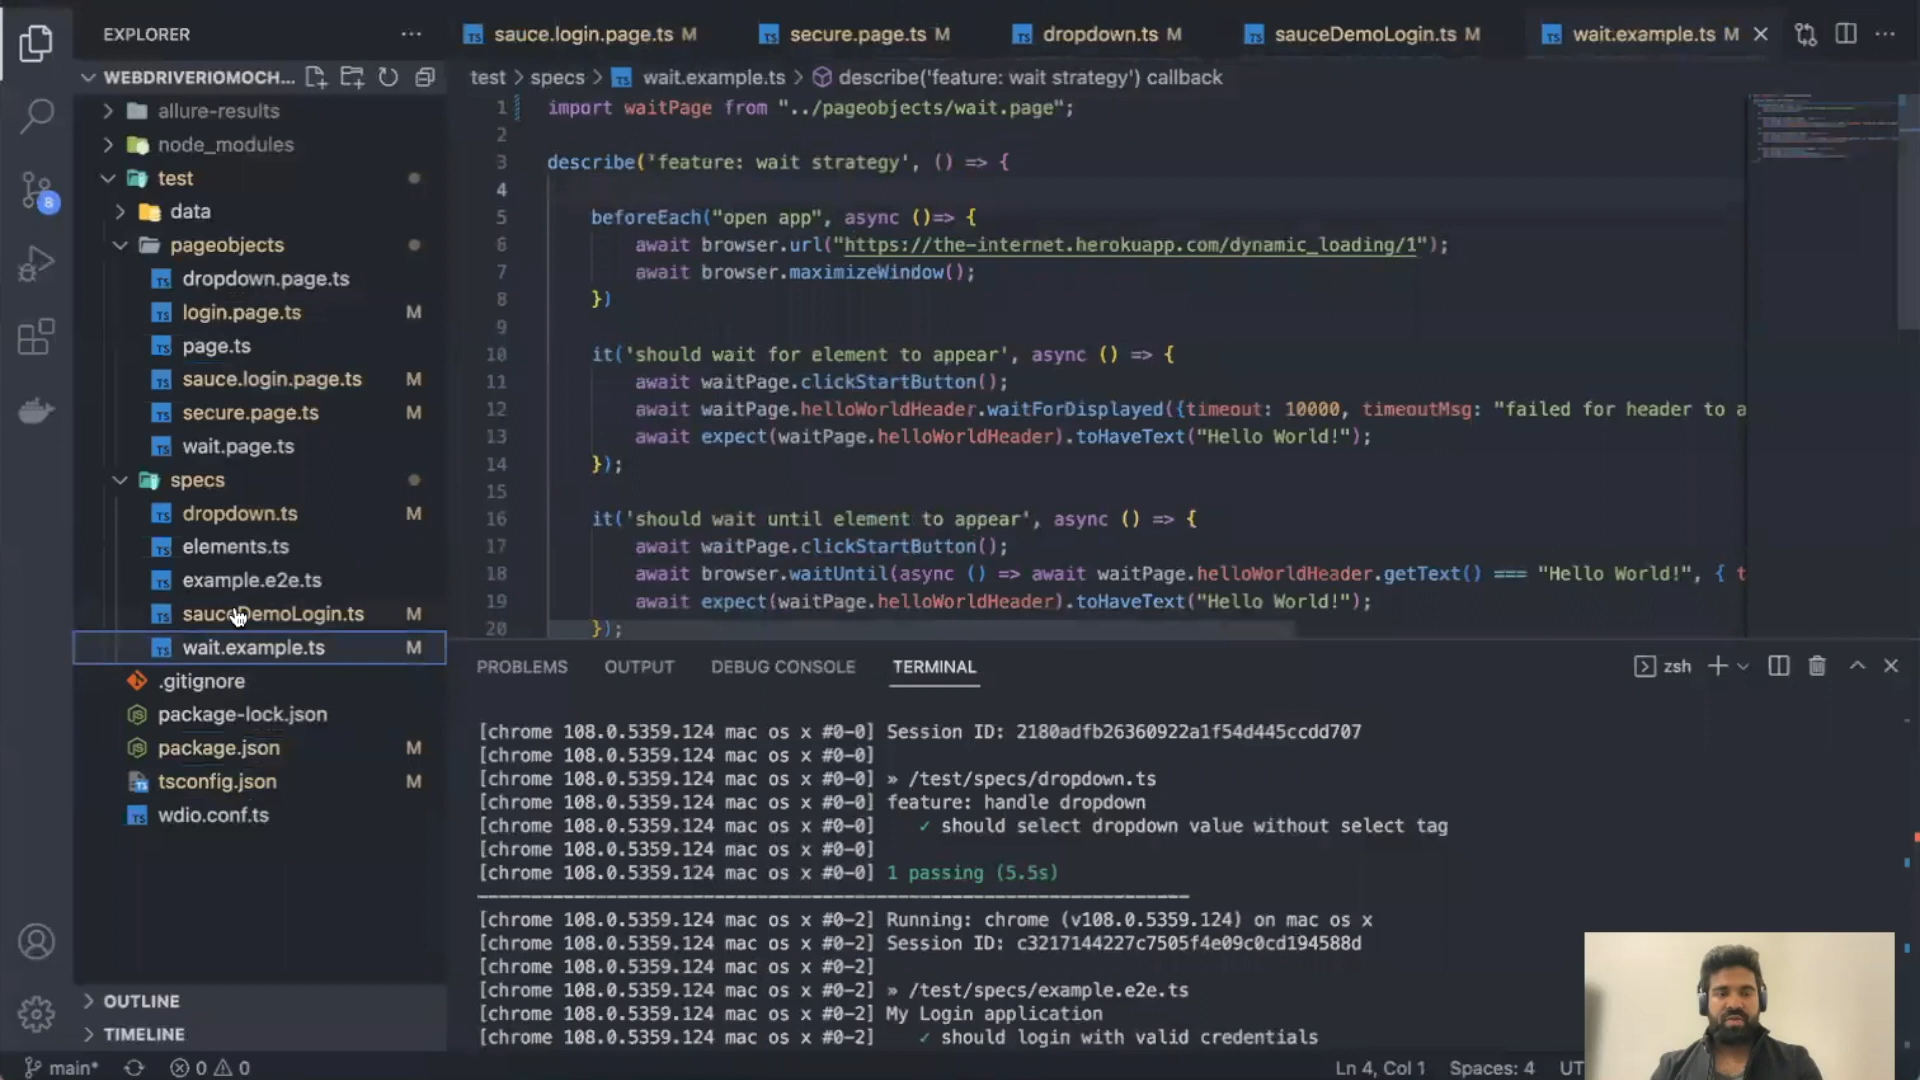 EXPLORER
WEBDRIVERIOMOCH...
allure-results
node_modules
test
data
pageobjects
dropdown.page.ts
login.page.ts M
page.ts
sauce.login.page.ts M
secure.page.ts M
wait.page.ts
specs
dropdown.ts M
elements.ts
example.e2e.ts
sauceDemoLogin.ts M
wait.example.ts M
.gitignore
package-lock.json
package.json M
tsconfig.json M
wdio.conf.ts
OUTLINE
TIMELINE
8
sauce.login.page.ts M
secure.page.ts M
dropdown.ts M
sauceDemoLogin.ts M
wait.example.ts M
test > specs > wait.example.ts > describe('feature: wait strategy') callback
1 import waitPage from "../pageobjects/wait.page";
2
3 describe('feature: wait strategy', () => {
4
5 beforeEach("open app", async ()=> {
6 await browser.url("https://the-internet.herokuapp.com/dynamic_loading/1");
7 await browser.maximizeWindow();
8 })
9
10 it('should wait for element to appear', async () => {
11 await waitPage.clickStartButton();
12 await waitPage.helloWorldHeader.waitForDisplayed({timeout: 10000, timeoutMsg: "failed for header to a
13 await expect(waitPage.helloWorldHeader).toHaveText("Hello World!");
14 });
15
16 it('should wait until element to appear', async () => {
17 await waitPage.clickStartButton();
18 await browser.waitUntil(async () => await waitPage.helloWorldHeader.getText() === "Hello World!", { t
19 await expect(waitPage.helloWorldHeader).toHaveText("Hello World!");
20 });
PROBLEMS OUTPUT DEBUG CONSOLE TERMINAL zsh
[chrome 108.0.5359.124 mac os x #0-0] Session ID: 2180adfb26360922a1f54d445ccdd707
[chrome 108.0.5359.124 mac os x #0-0]
[chrome 108.0.5359.124 mac os x #0-0] » /test/specs/dropdown.ts
[chrome 108.0.5359.124 mac os x #0-0] feature: handle dropdown
[chrome 108.0.5359.124 mac os x #0-0] ✓ should select dropdown value without select tag
[chrome 108.0.5359.124 mac os x #0-0]
[chrome 108.0.5359.124 mac os x #0-0] 1 passing (5.5s)
[chrome 108.0.5359.124 mac os x #0-2] Running: chrome (v108.0.5359.124) on mac os x
[chrome 108.0.5359.124 mac os x #0-2] Session ID: c3217144227c7505f4e09c0cd194588d
[chrome 108.0.5359.124 mac os x #0-2]
[chrome 108.0.5359.124 mac os x #0-2] » /test/specs/example.e2e.ts
[chrome 108.0.5359.124 mac os x #0-2] My Login application
[chrome 108.0.5359.124 mac os x #0-2] ✓ should login with valid credentials
main* 0 0 Ln 4, Col 1 Spaces: 4 UT